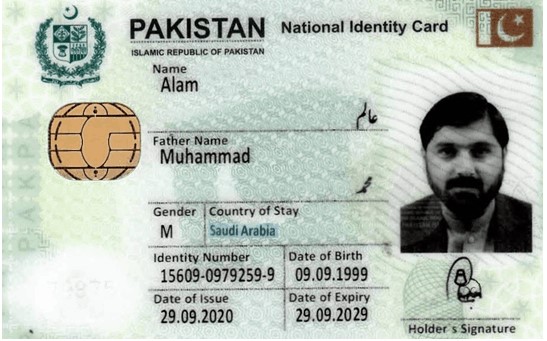 PAKISTAN National Identity Card
ISLAMIC REPUBLIC OF PAKISTAN
Name
Alam
عالم
Father Name
Muhammad
محمد
Gender Country of Stay
M Saudi Arabia
Identity Number Date of Birth
15609-0979259-9 09.09.1999
Date of Issue Date of Expiry
29.09.2020 29.09.2029
Holder's Signature